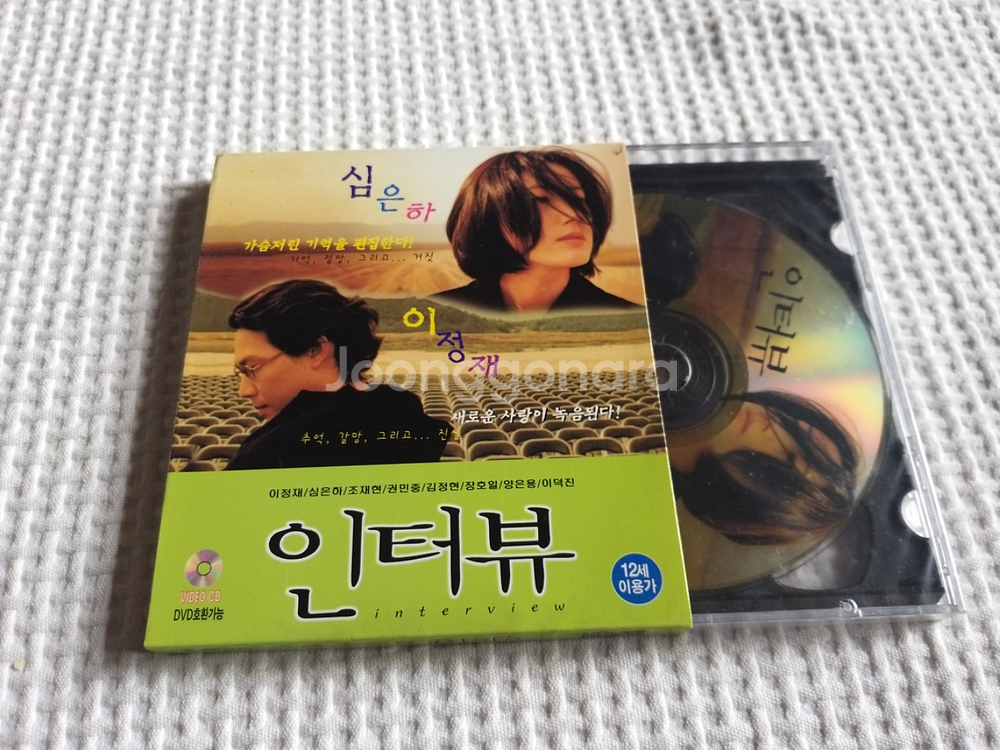 심은하
가슴저린 기억을 편집한다!
기억, 절망, 그리고... 거짓
이정재
새로운 사랑이 녹음된다!
추억, 갈망, 그리고... 진실
Joonggonara
이정재/심은하/조재현/권민중/김정현/장호일/양은용/이덕진
인터뷰
interview
VIDEO CD
DVD호환가능
12세
이용가
인터뷰